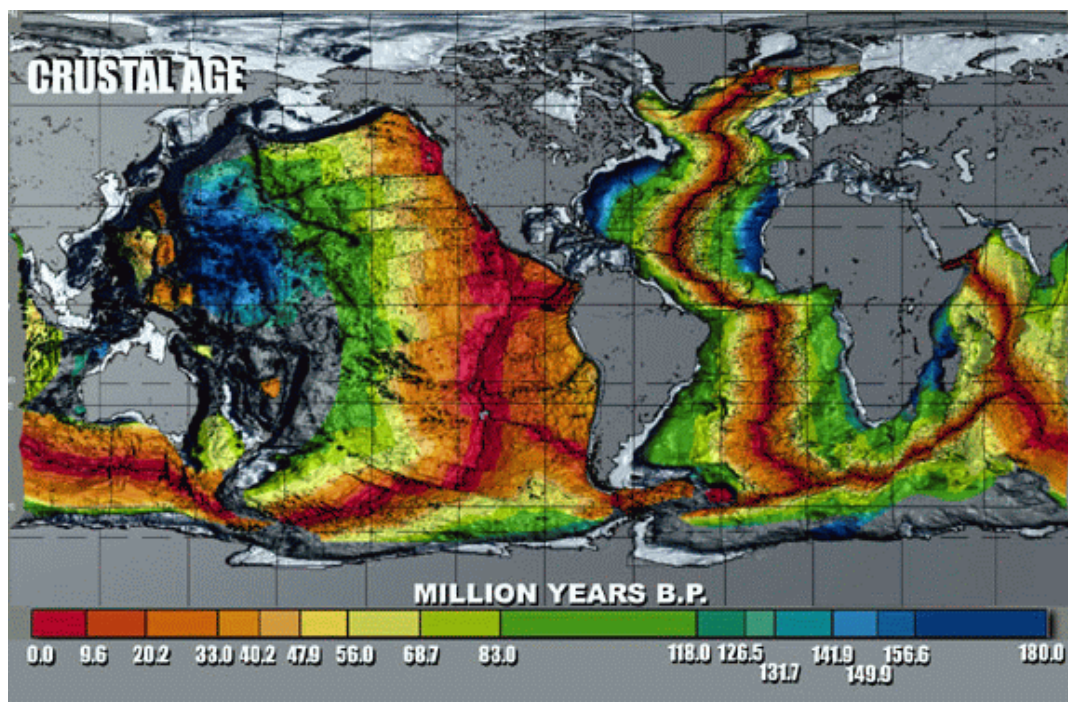 CRUSTAL AGE
MILLION YEARS B.P.
0.0 9.6 20.2 33.0 40.2 47.9 56.0 68.7 83.0 118.0 126.5 141.9 156.6 180.0
131.7 149.9